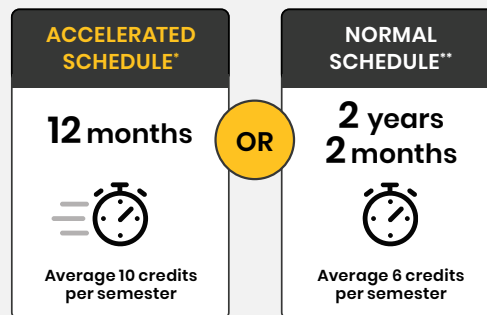 ACCELERATED
SCHEDULE*
12 months
Average 10 credits
per semester
OR
NORMAL
SCHEDULE**
2 years
2 months
Average 6 credits
per semester